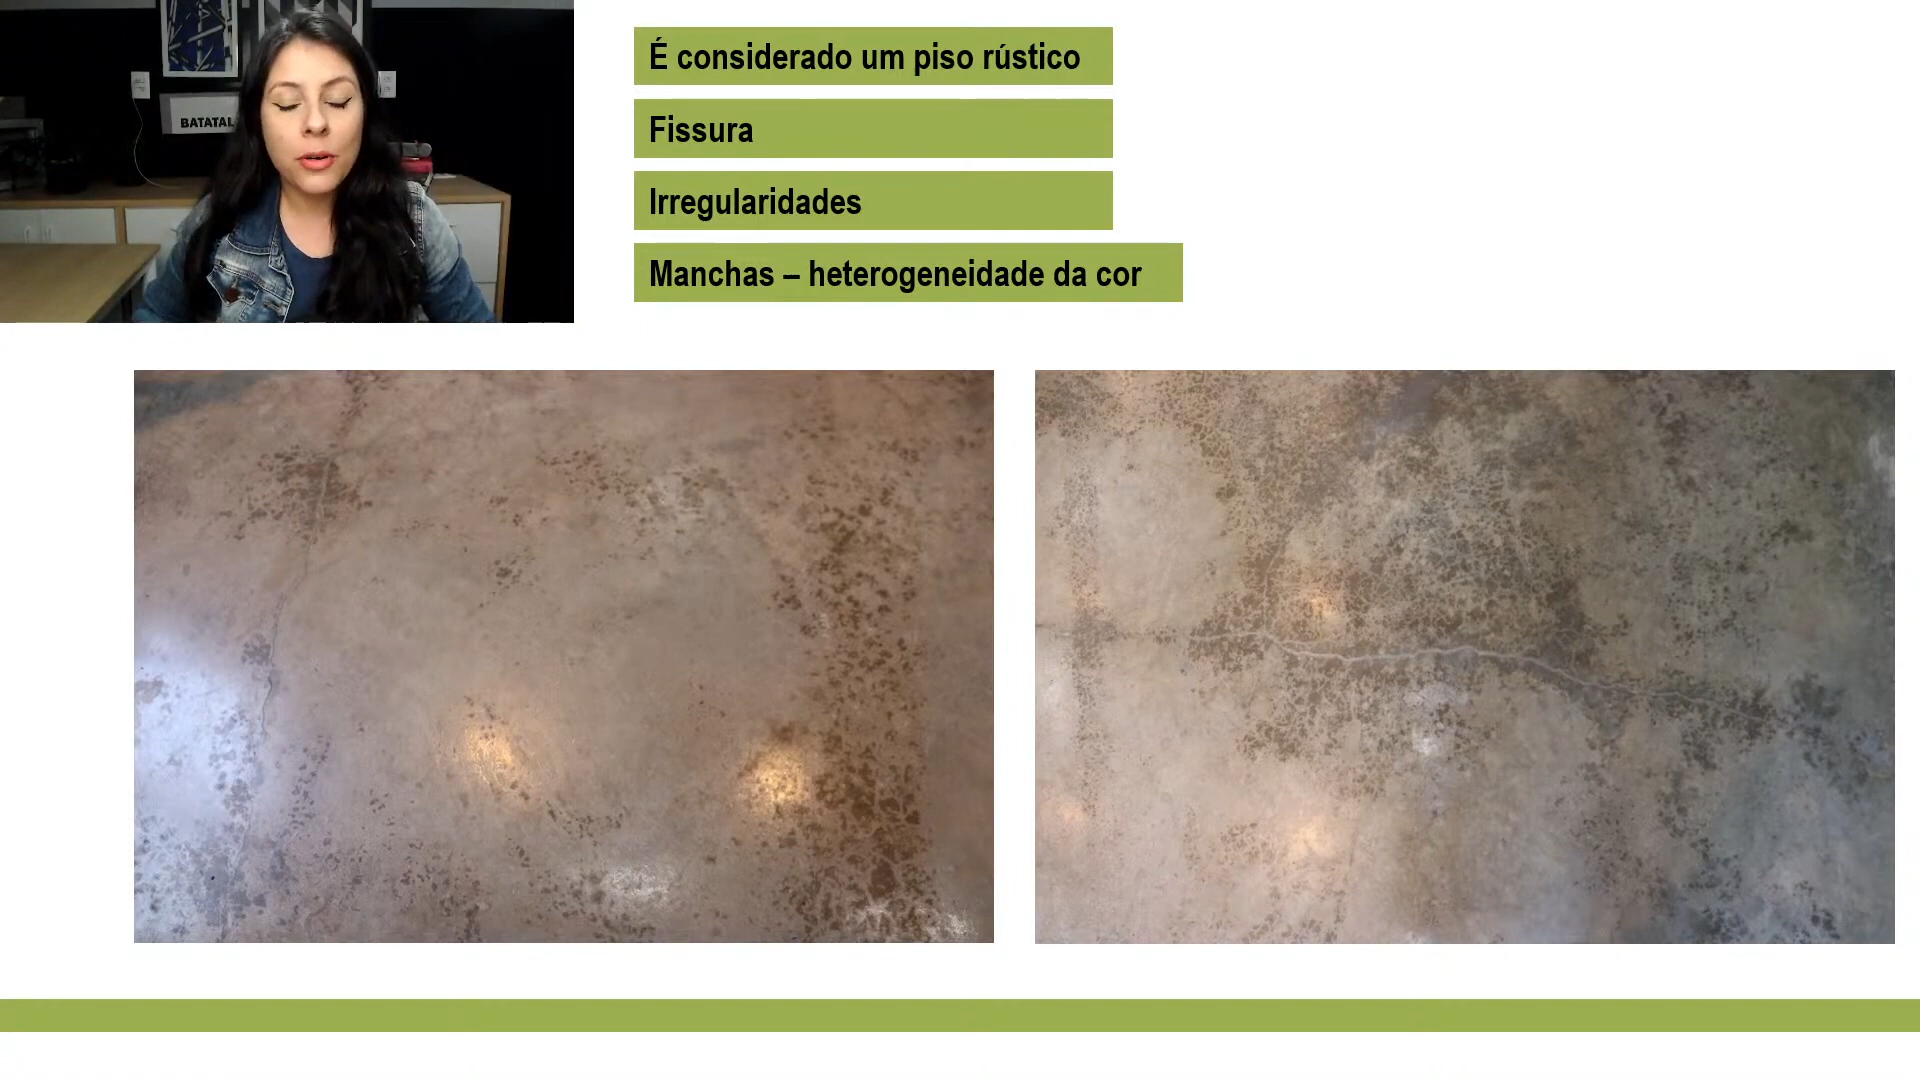 BATATAL
É considerado um piso rústico
Fissura
Irregularidades
Manchas – heterogeneidade da cor